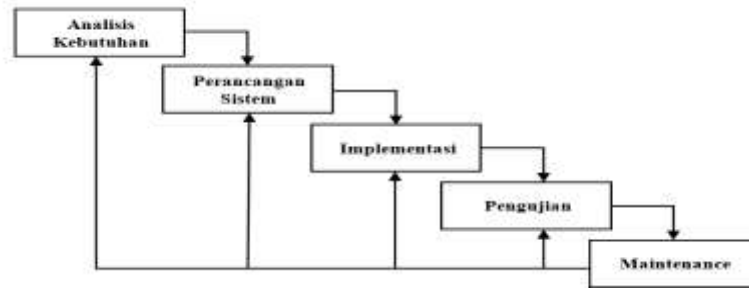 Analisis
Kebutuhan
Perancangan
Sistem
Implementasi
Pengujian
Maintenance